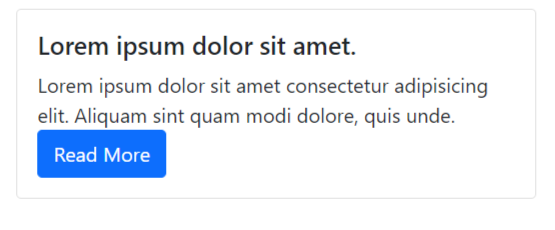 Lorem ipsum dolor sit amet.
Lorem ipsum dolor sit amet consectetur adipisicing
elit. Aliquam sint quam modi dolore, quis unde.
Read More